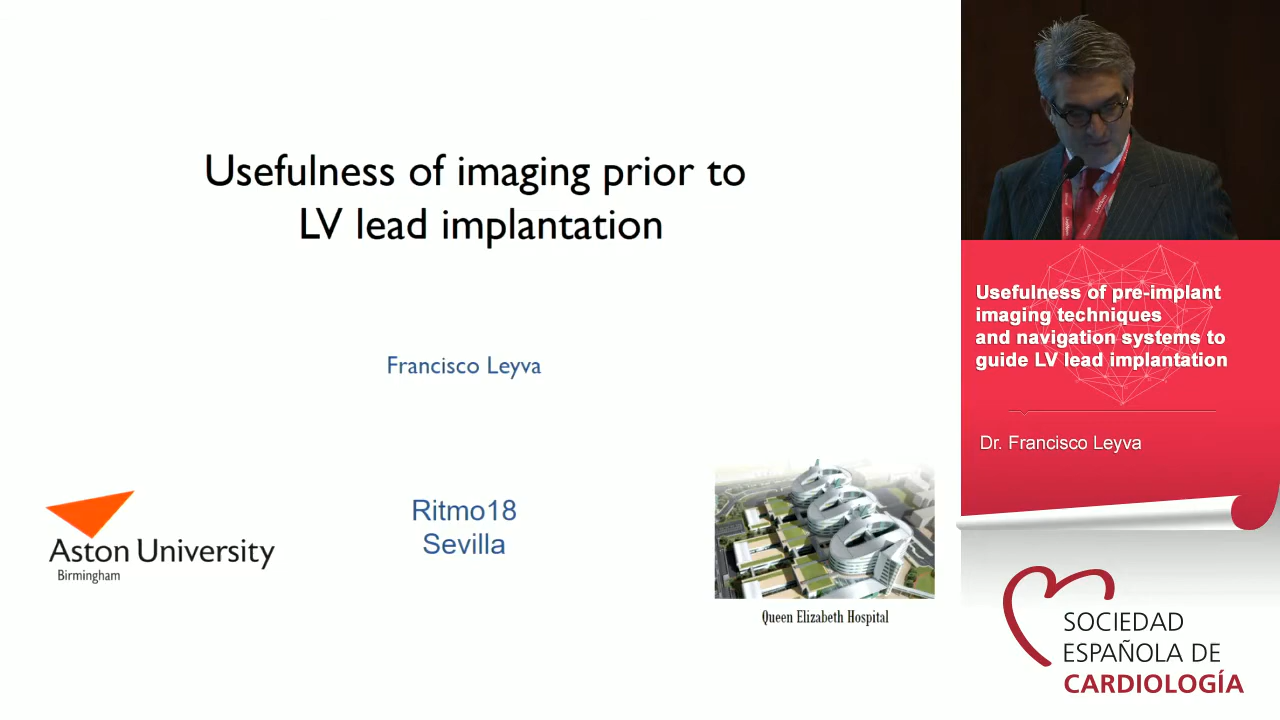 Usefulness of imaging prior to
LV lead implantation
Francisco Leyva
Ritmo18
Sevilla
Aston University
Birmingham
Queen Elizabeth Hospital
Usefulness of pre-implant
imaging techniques
and navigation systems to
guide LV lead implantation
Dr. Francisco Leyva
SOCIEDAD
ESPAÑOLA DE
CARDIOLOGÍA